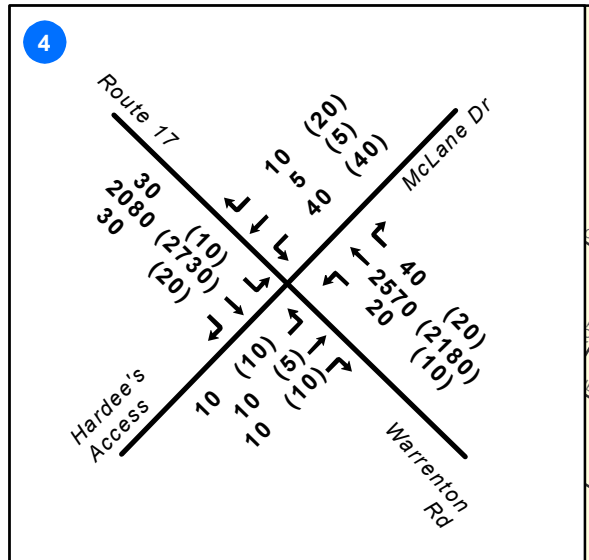 4
Route 17
McLane Dr
10 (20)
5 (5)
40 (40)
30 (10)
2080 (2730)
30 (20)
40 (20)
2570 (2180)
20 (10)
10 (10)
10 (5)
10 (10)
Hardee's
Access
Warrenton
Rd